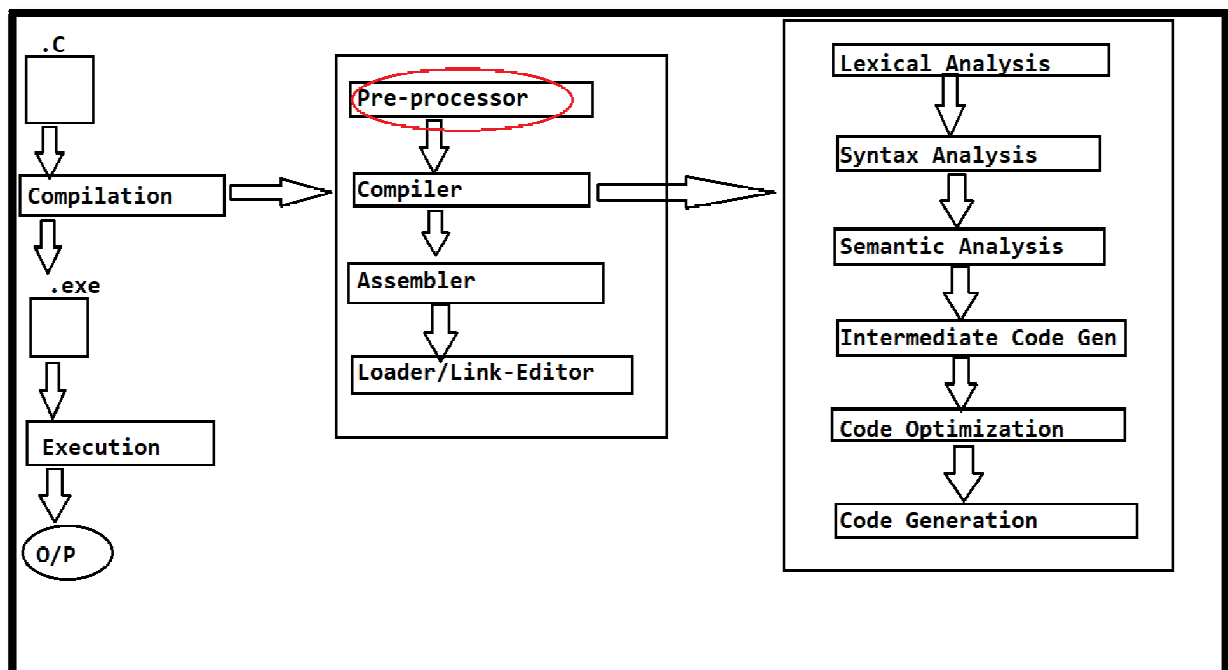 .C
Compilation
.exe
Execution
O/P
Pre-processor
Compiler
Assembler
Loader/Link-Editor
Lexical Analysis
Syntax Analysis
Semantic Analysis
Intermediate Code Gen
Code Optimization
Code Generation